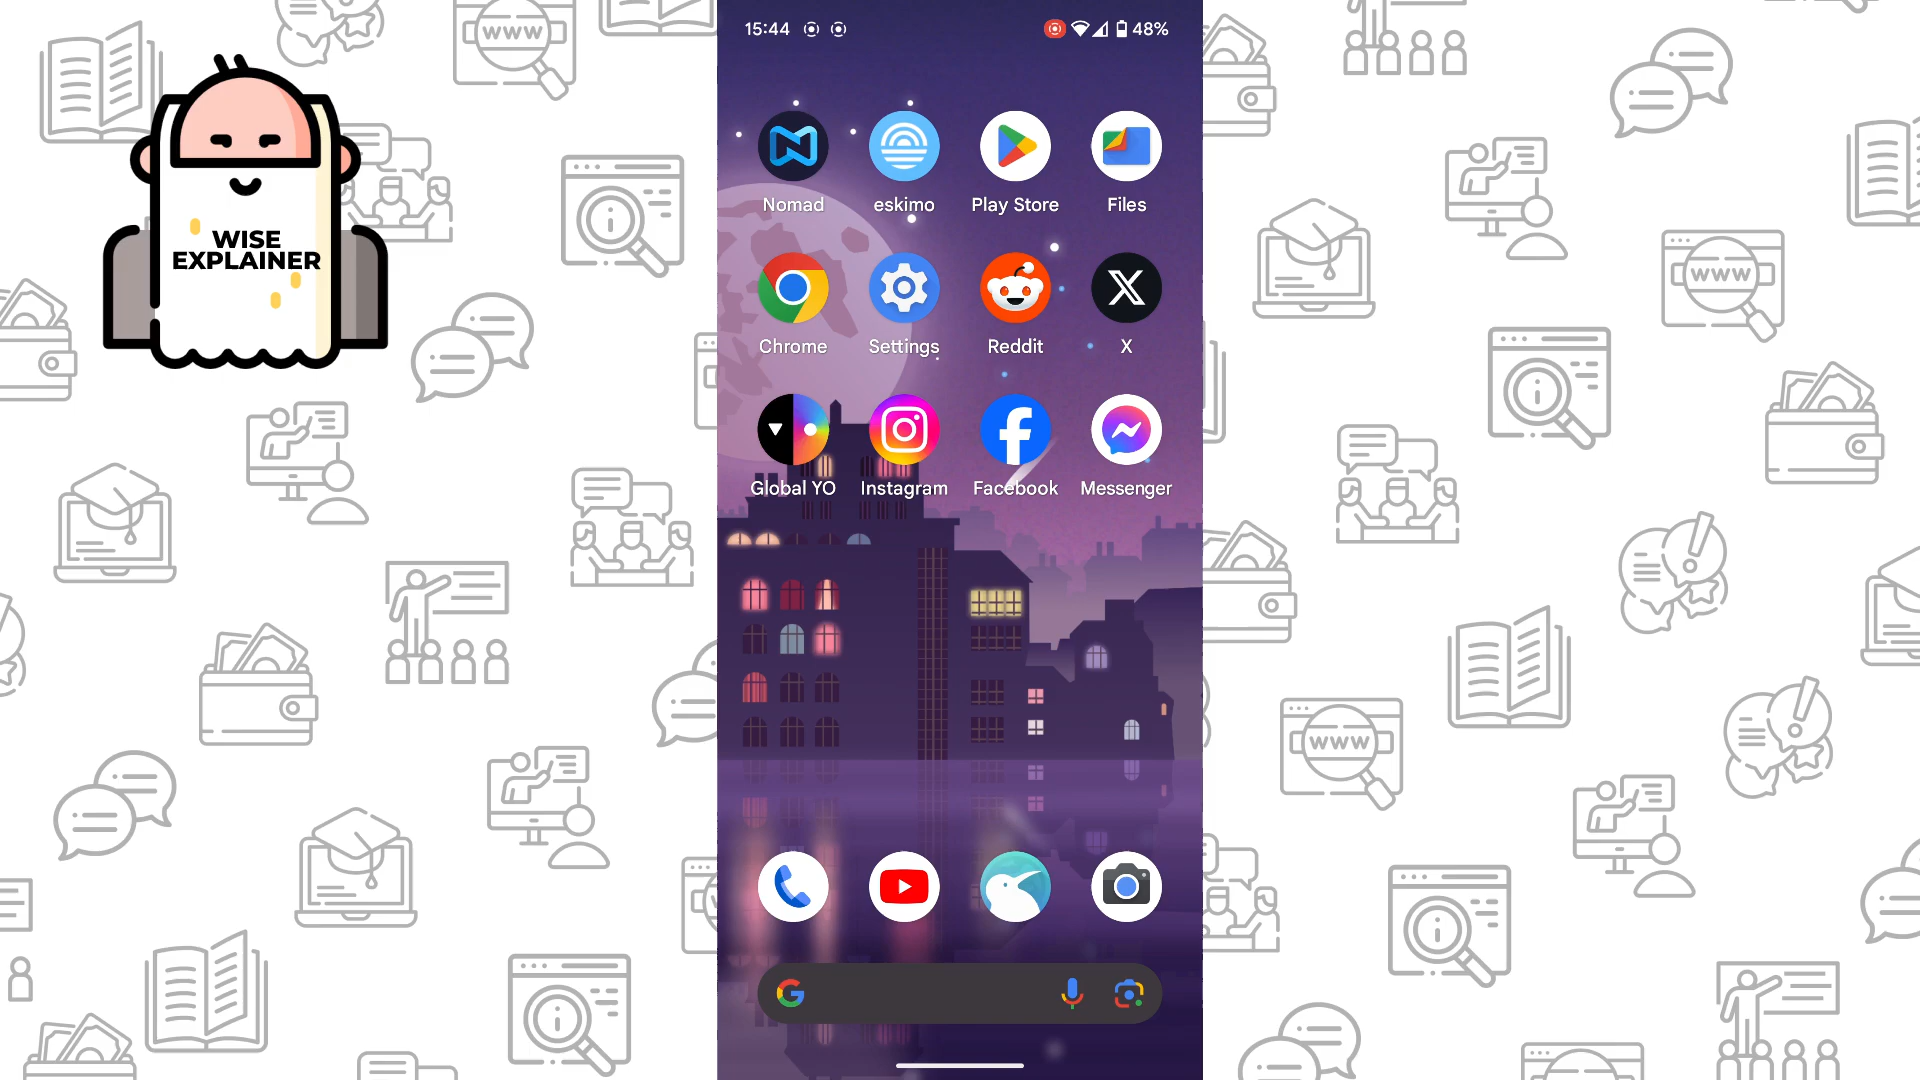 WISE
EXPLAINER
15:44
48%
Nomad
eskimo
Play Store
Files
Chrome
Settings
Reddit
X
Global YO
Instagram
Facebook
Messenger
www
www
www